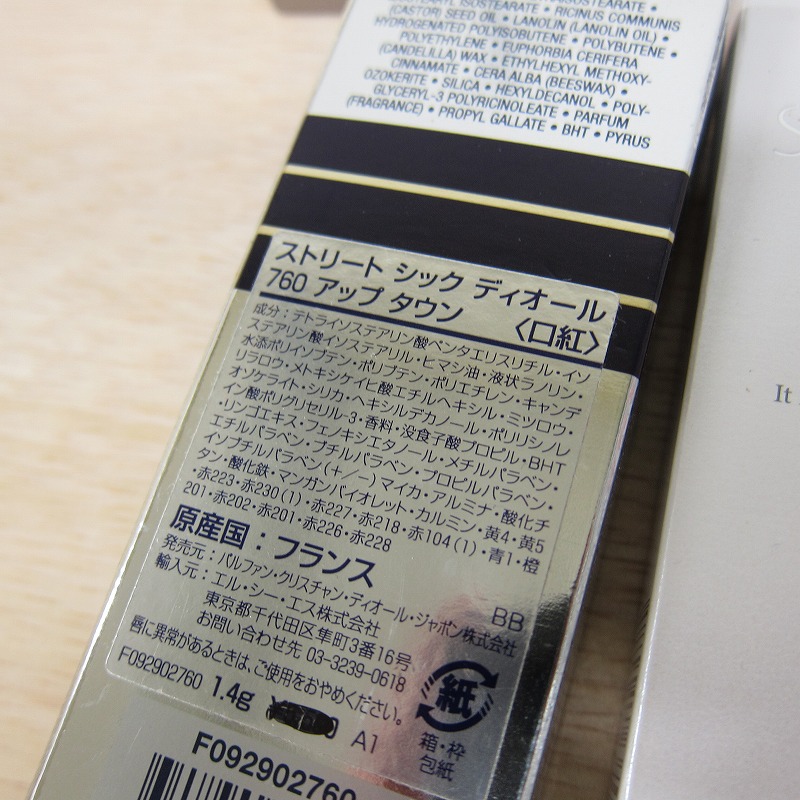 ISOSTEARATE •
ISOSTEARATE • RICINUS COMMUNIS
(CASTOR) SEED OIL • LANOLIN (LANOLIN OIL) •
HYDROGENATED POLYISOBUTENE • POLYBUTENE •
POLYETHYLENE • EUPHORBIA CERIFERA
(CANDELILLA) WAX • ETHYLHEXYL METHOXY-
CINNAMATE • CERA ALBA (BEESWAX) •
OZOKERITE • SILICA • HEXYLDECANOL • POLY-
GLYCERYL-3 POLYRICINOLEATE • PARFUM
(FRAGRANCE) • PROPYL GALLATE • BHT • PYRUS
ストリート シック ディオール
760 アップ タウン 〈口紅〉
成分：テトライソステアリン酸ペンタエリスリチル・イソ
ステアリン酸イソステアリル・ヒマシ油・液状ラノリン・
水添ポリイソブテン・ポリブテン・ポリエチレン・キャンデ
リラロウ・メトキシケイヒ酸エチルヘキシル・ミツロウ・
オゾケライト・シリカ・ヘキシルデカノール・ポリリシノレ
イン酸ポリグリセリル-3・香料・没食子酸プロピル・BHT
・リンゴエキス・フェノキシエタノール・メチルパラベン・
エチルパラベン・ブチルパラベン・プロピルパラベン・
イソブチルパラベン(+/−)マイカ・アルミナ・酸化チ
タン・酸化鉄・マンガンバイオレット・カルミン・黄4・黄5
・赤223・赤230(1)・赤227・赤218・赤104(1)・青1・橙
201・赤202・赤201・赤226・赤228
原産国：フランス
発売元：パルファン・クリスチャン・ディオール・ジャポン株式会社
輸入元：エル・シー・エス株式会社 BB
東京都千代田区隼町3番16号
お問い合わせ先 03-3239-0618
唇に異常があるときは、ご使用をおやめください。
F092902760 1.4g A1
紙
箱・枠
包紙
F092902760
S
It